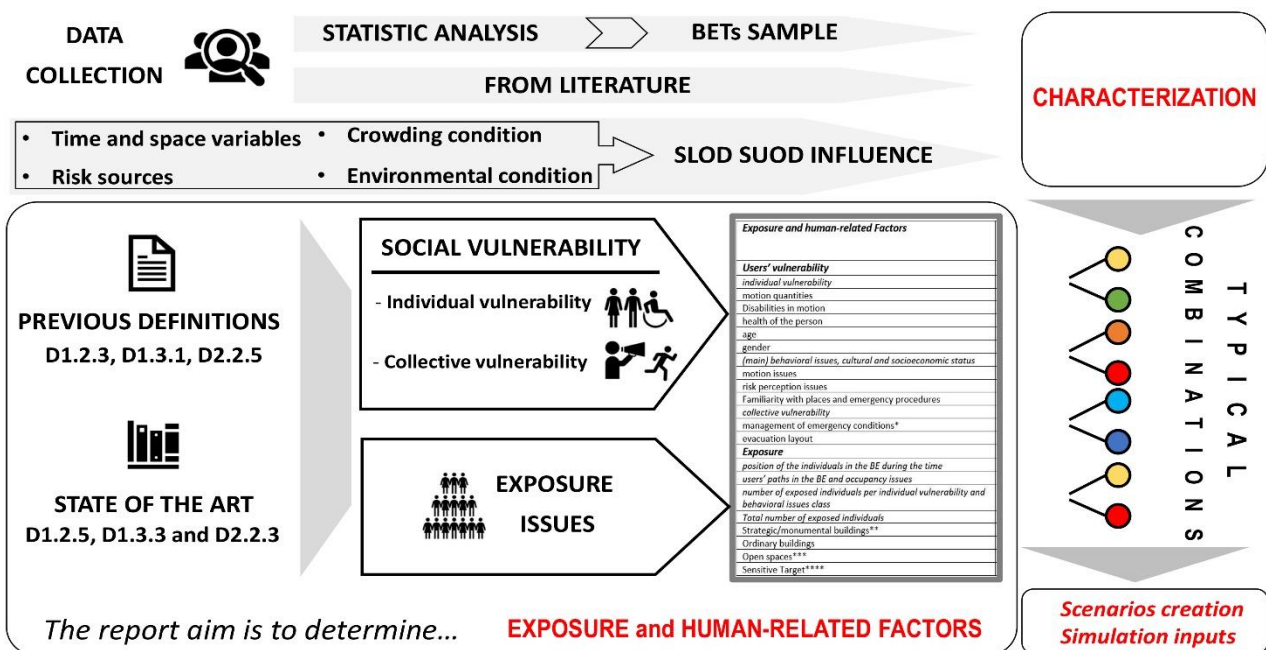 DATA
COLLECTION
STATISTIC ANALYSIS
BETs SAMPLE
FROM LITERATURE
• Time and space variables
• Crowding condition
• Risk sources
• Environmental condition
SLOD SUOD INFLUENCE
CHARACTERIZATION
PREVIOUS DEFINITIONS
D1.2.3, D1.3.1, D2.2.5
STATE OF THE ART
D1.2.5, D1.3.3 and D2.2.3
SOCIAL VULNERABILITY
- Individual vulnerability
- Collective vulnerability
EXPOSURE
ISSUES
Exposure and human-related Factors
Users' vulnerability
individual vulnerability
motion quantities
Disabilities in motion
health of the person
age
gender
(main) behavioral issues, cultural and socioeconomic status
motion issues
risk perception issues
Familiarity with places and emergency procedures
collective vulnerability
management of emergency conditions*
evacuation layout
Exposure
position of the individuals in the BE during the time
users' paths in the BE and occupancy issues
number of exposed individuals per individual vulnerability and
behavioral issues class
Total number of exposed individuals
Strategic/monumental buildings**
Ordinary buildings
Open spaces***
Sensitive Target****
TYPICAL
COMBINATIONS
The report aim is to determine...
EXPOSURE and HUMAN-RELATED FACTORS
Scenarios creation
Simulation inputs